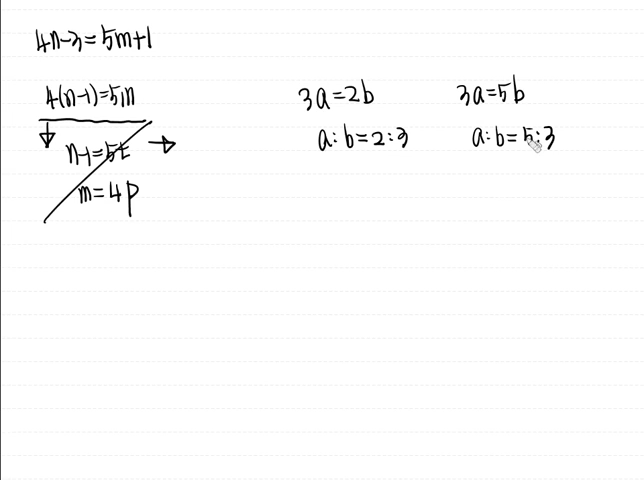 4n-3=5m+1
4(n-1)=5m
n-1=5t
m=4p
3a=2b
a:b=2:3
3a=5b
a:b=5:3